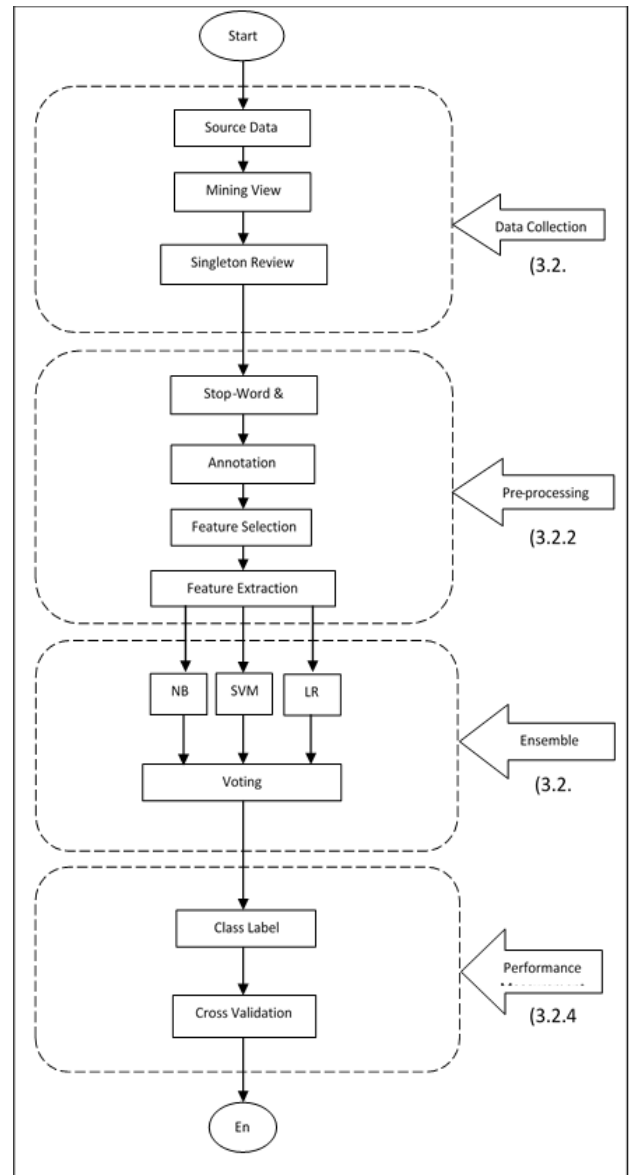 Start
Source Data
Mining View
Singleton Review
Data Collection
(3.2.
Stop-Word &
Annotation
Feature Selection
Feature Extraction
Pre-processing
(3.2.2
NB
SVM
LR
Voting
Ensemble
(3.2.
Class Label
Cross Validation
Performance
(3.2.4
En